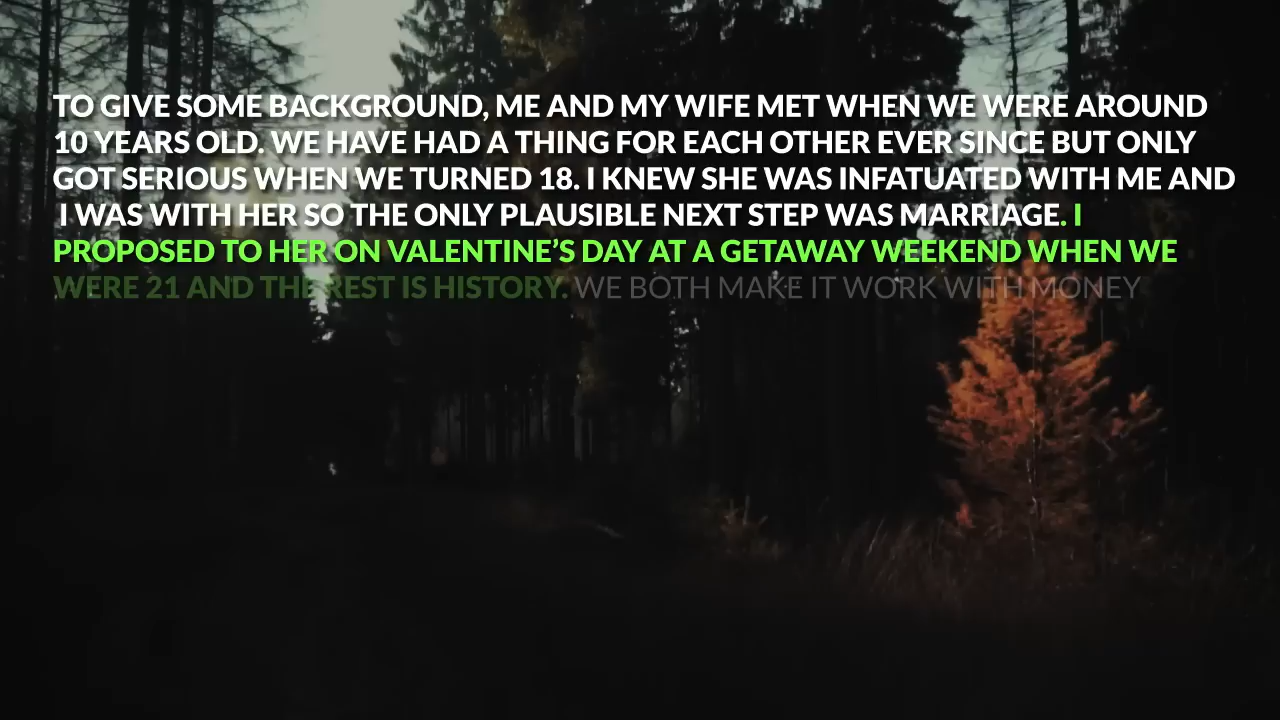 TO GIVE SOME BACKGROUND, ME AND MY WIFE MET WHEN WE WERE AROUND
10 YEARS OLD. WE HAVE HAD A THING FOR EACH OTHER EVER SINCE BUT ONLY
GOT SERIOUS WHEN WE TURNED 18. I KNEW SHE WAS INFATUATED WITH ME AND
I WAS WITH HER SO THE ONLY PLAUSIBLE NEXT STEP WAS MARRIAGE. I
PROPOSED TO HER ON VALENTINE’S DAY AT A GETAWAY WEEKEND WHEN WE
WERE 21 AND THE REST IS HISTORY. WE BOTH MAKE IT WORK WITH MONEY